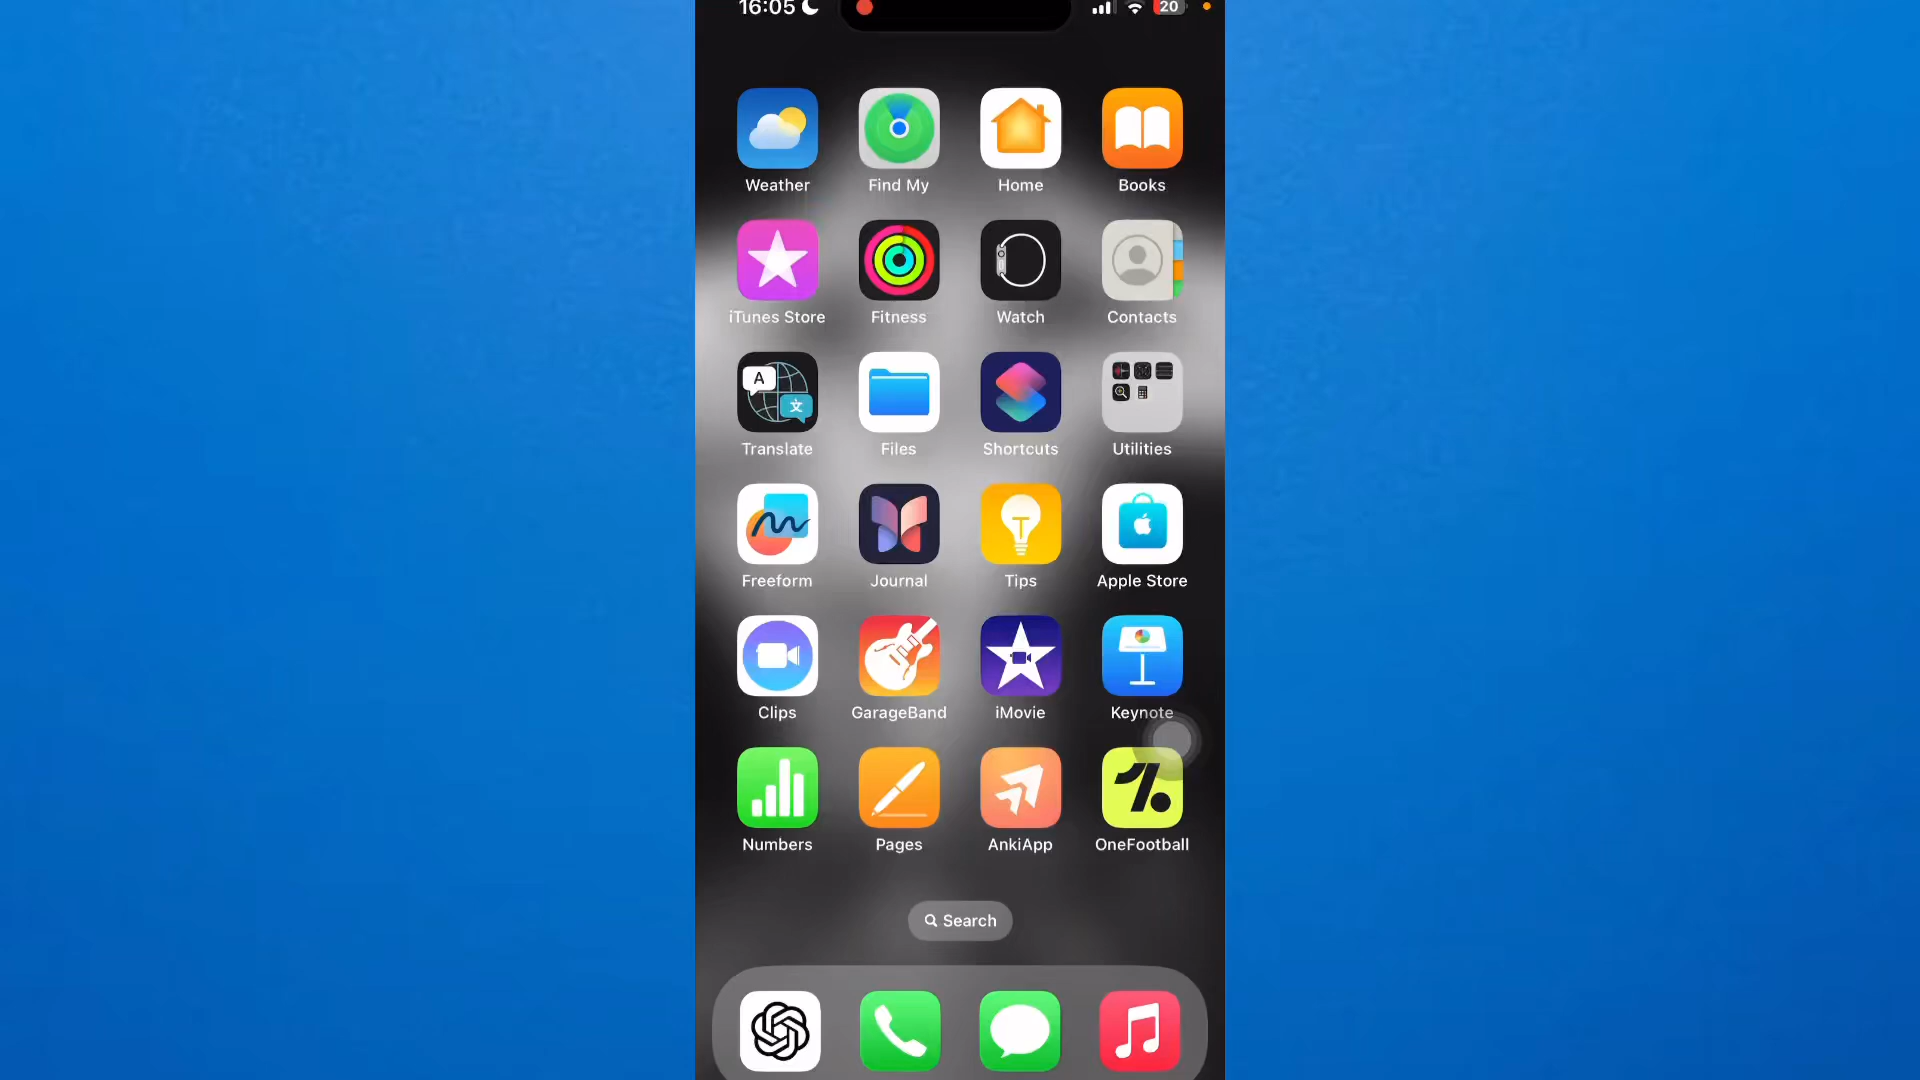 16:05
20
Weather Find My Home Books
iTunes Store Fitness Watch Contacts
A
文
Translate Files Shortcuts Utilities
Freeform Journal Tips Apple Store
Clips GarageBand iMovie Keynote
Numbers Pages AnkiApp OneFootball
Search